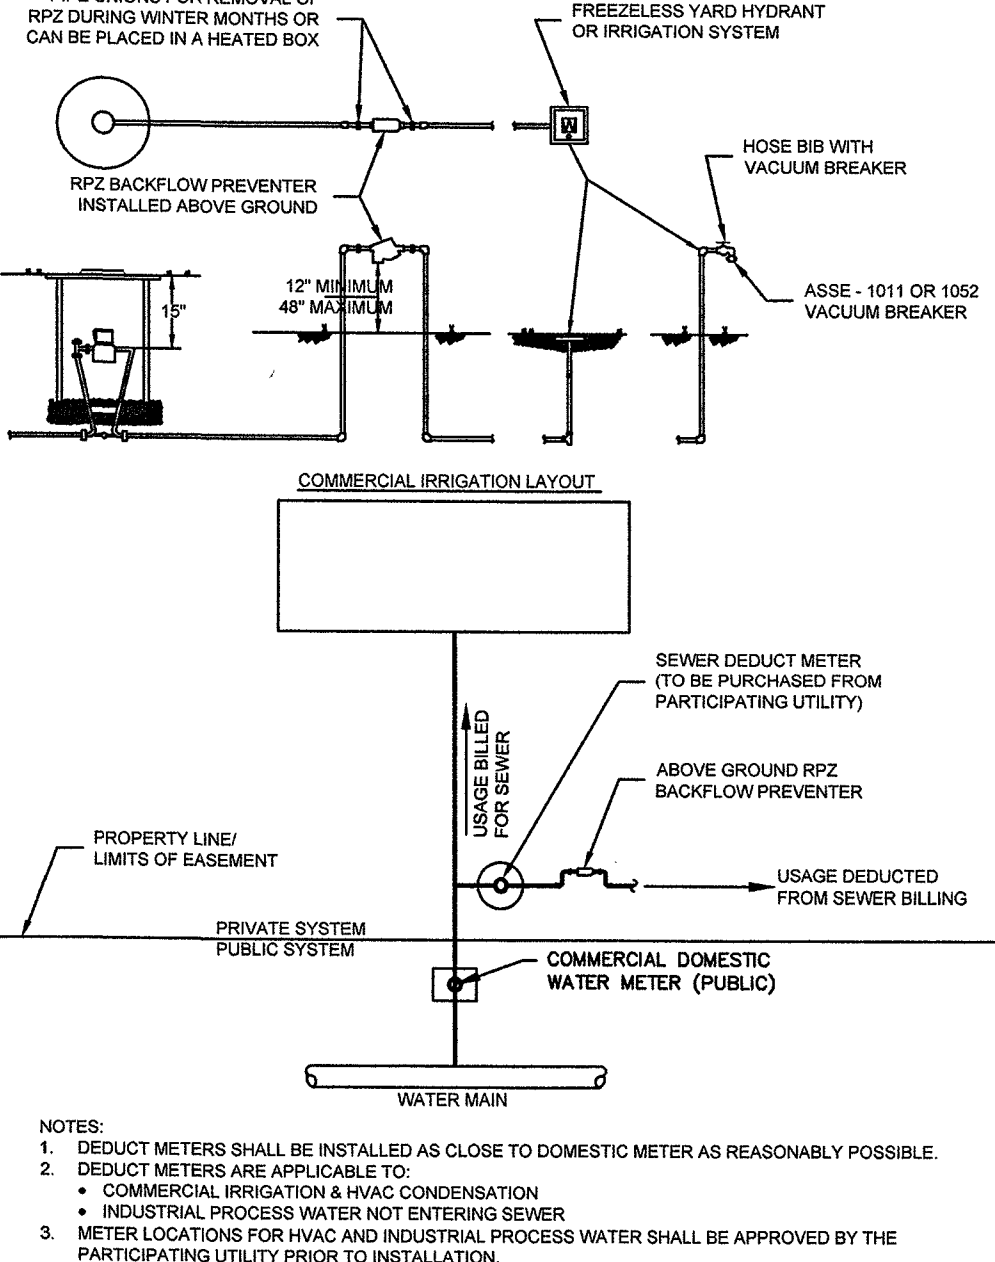 RPZ DURING WINTER MONTHS OR
CAN BE PLACED IN A HEATED BOX
FREEZELESS YARD HYDRANT
OR IRRIGATION SYSTEM
HOSE BIB WITH
VACUUM BREAKER
RPZ BACKFLOW PREVENTER
INSTALLED ABOVE GROUND
12" MINIMUM
48" MAXIMUM
15"
ASSE - 1011 OR 1052
VACUUM BREAKER
COMMERCIAL IRRIGATION LAYOUT
SEWER DEDUCT METER
(TO BE PURCHASED FROM
PARTICIPATING UTILITY)
USAGE BILLED
FOR SEWER
ABOVE GROUND RPZ
BACKFLOW PREVENTER
PROPERTY LINE/
LIMITS OF EASEMENT
USAGE DEDUCTED
FROM SEWER BILLING
PRIVATE SYSTEM
PUBLIC SYSTEM
COMMERCIAL DOMESTIC
WATER METER (PUBLIC)
WATER MAIN
NOTES:
1. DEDUCT METERS SHALL BE INSTALLED AS CLOSE TO DOMESTIC METER AS REASONABLY POSSIBLE.
2. DEDUCT METERS ARE APPLICABLE TO:
• COMMERCIAL IRRIGATION & HVAC CONDENSATION
• INDUSTRIAL PROCESS WATER NOT ENTERING SEWER
3. METER LOCATIONS FOR HVAC AND INDUSTRIAL PROCESS WATER SHALL BE APPROVED BY THE
PARTICIPATING UTILITY PRIOR TO INSTALLATION.